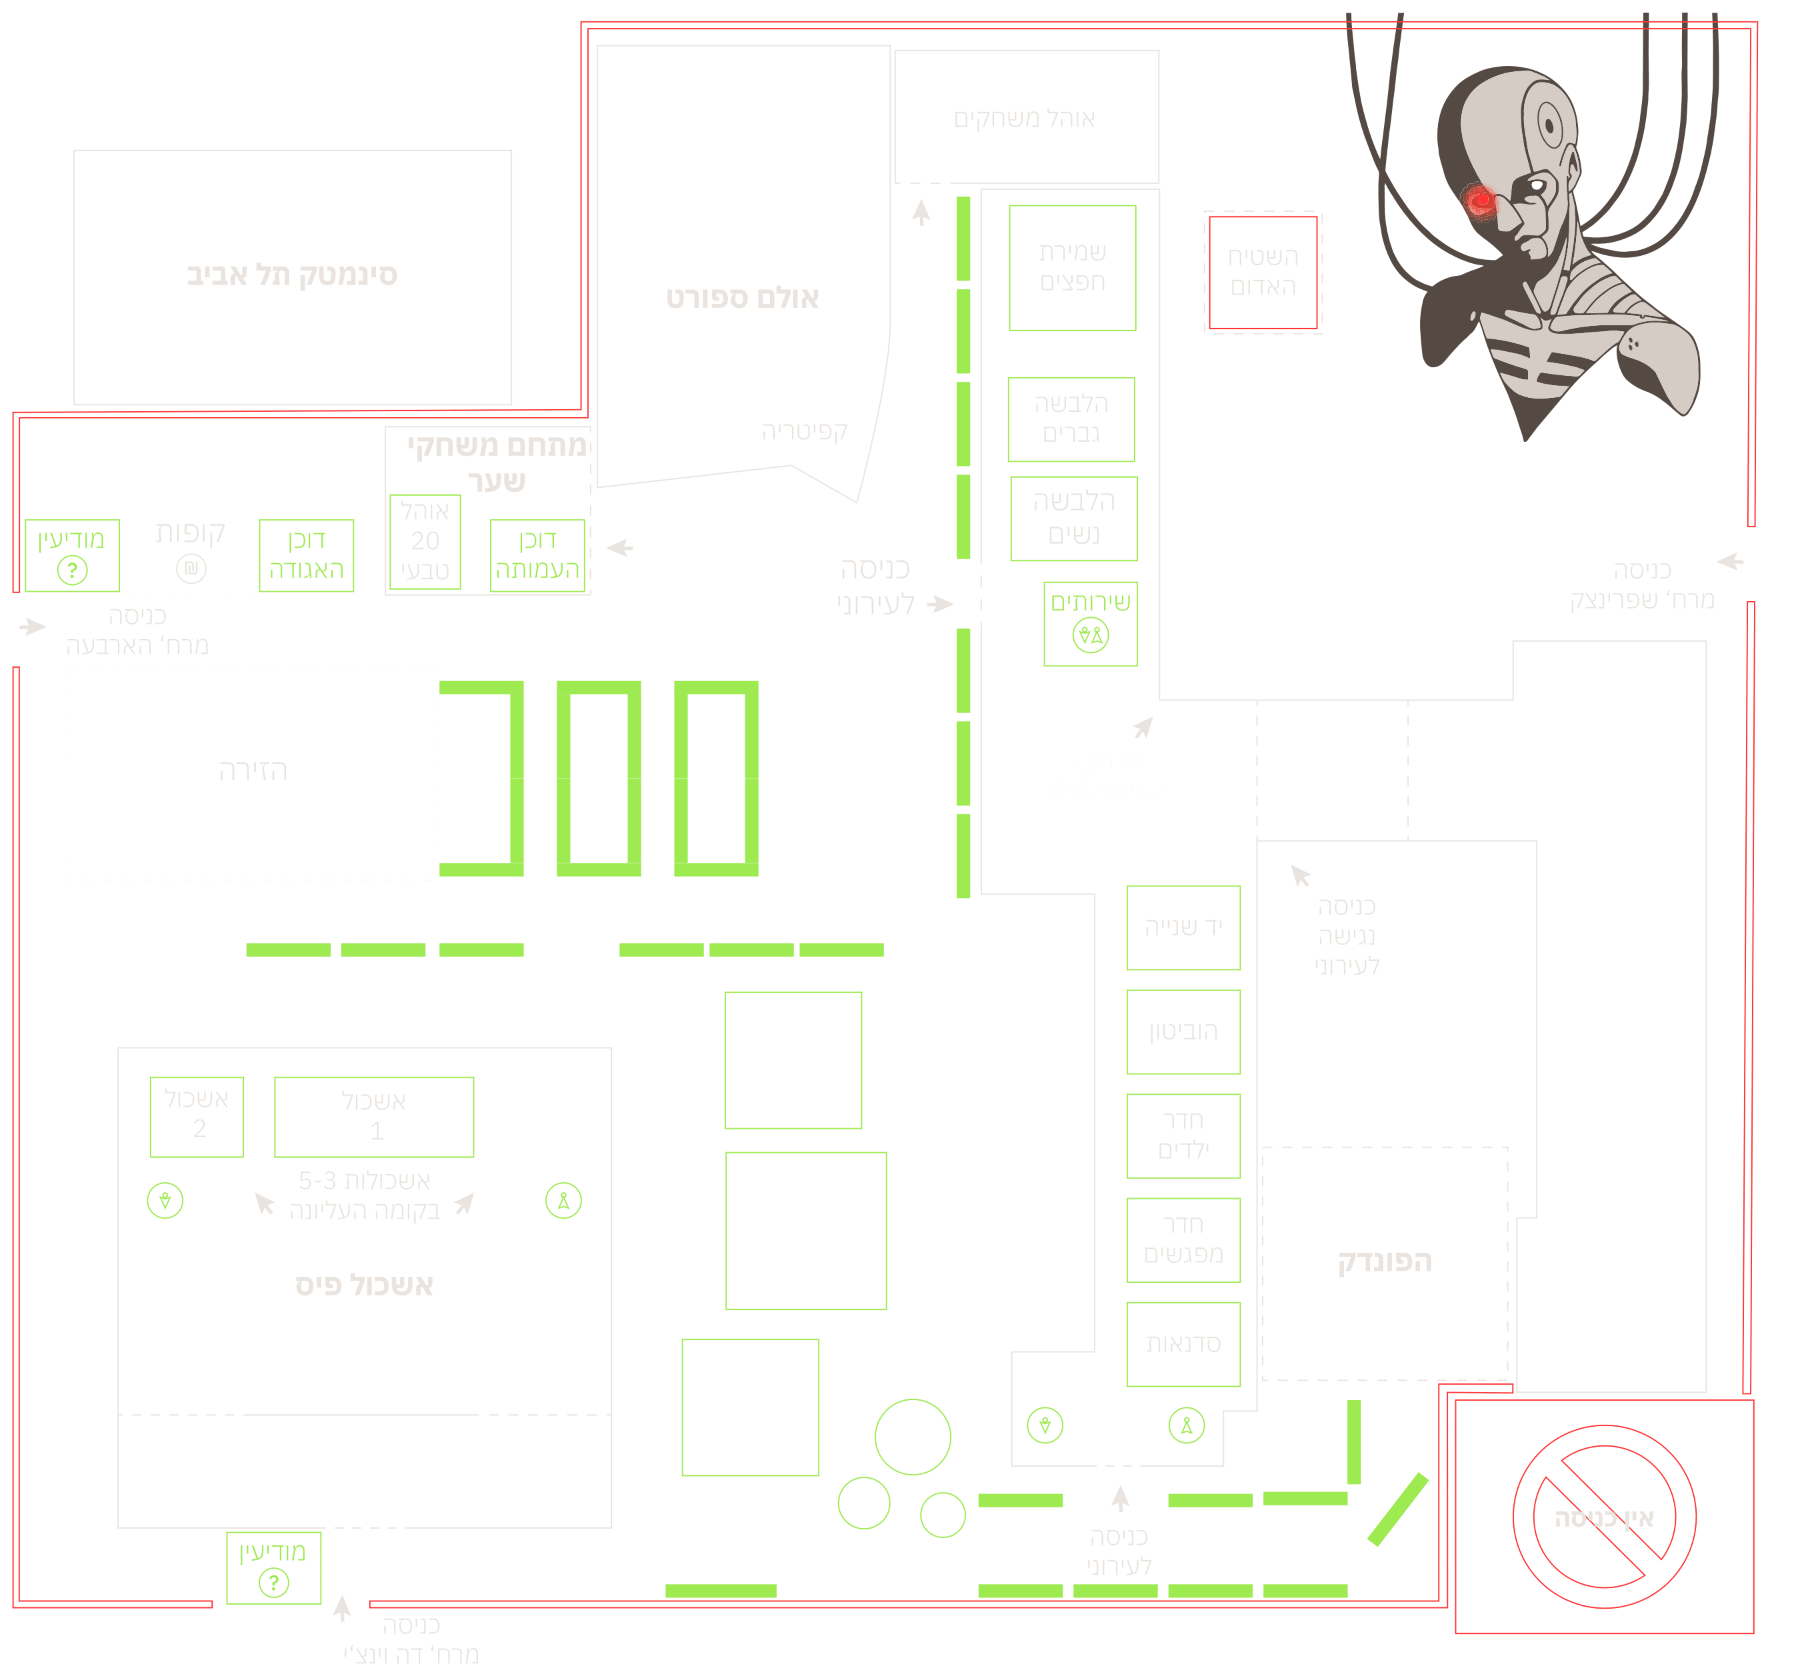 אוהל משחקים
סינמטק תל אביב
אולם ספורט
שמירת
חפצים
השטיח
האדום
הלבשה
גברים
קפיטריה
מתחם משחקי
שער
הלבשה
נשים
מודיעין
?
קופות
₪
דוכן
האגודה
אוהל
20
טבעי
דוכן
העמותה
כניסה
לעירוני
כניסה
מרח' שפרינצק
שירותים
כניסה
מרח' הארבעה
הזירה
יד שנייה
כניסה
נגישה
לעירוני
הוביטון
חדר
ילדים
אשכול
1
אשכול
2
אשכולות 5-3
בקומה העליונה
אשכול פיס
חדר
מפגשים
הפונדק
סדנאות
אין כניסה
כניסה
לעירוני
מודיעין
?
כניסה
מרח' דה וינצ'י